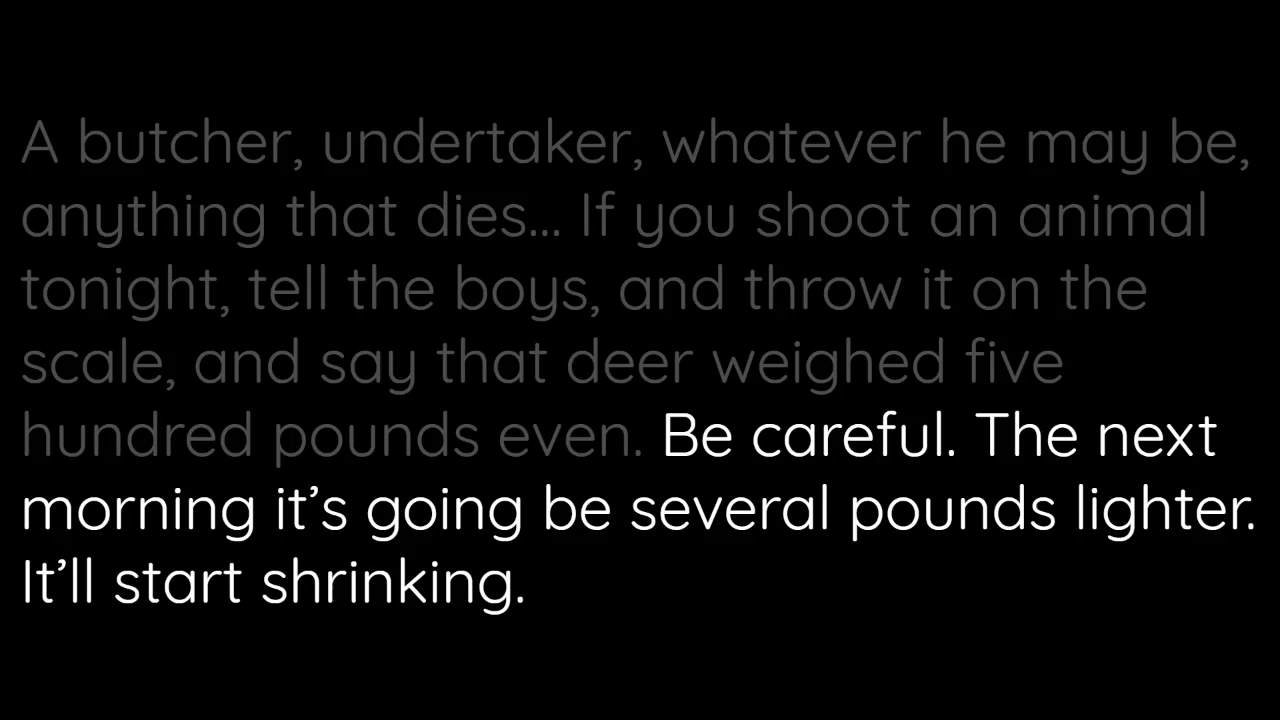 A butcher, undertaker, whatever he may be,
anything that dies... If you shoot an animal
tonight, tell the boys, and throw it on the
scale, and say that deer weighed five
hundred pounds even. Be careful. The next
morning it’s going be several pounds lighter.
It’ll start shrinking.